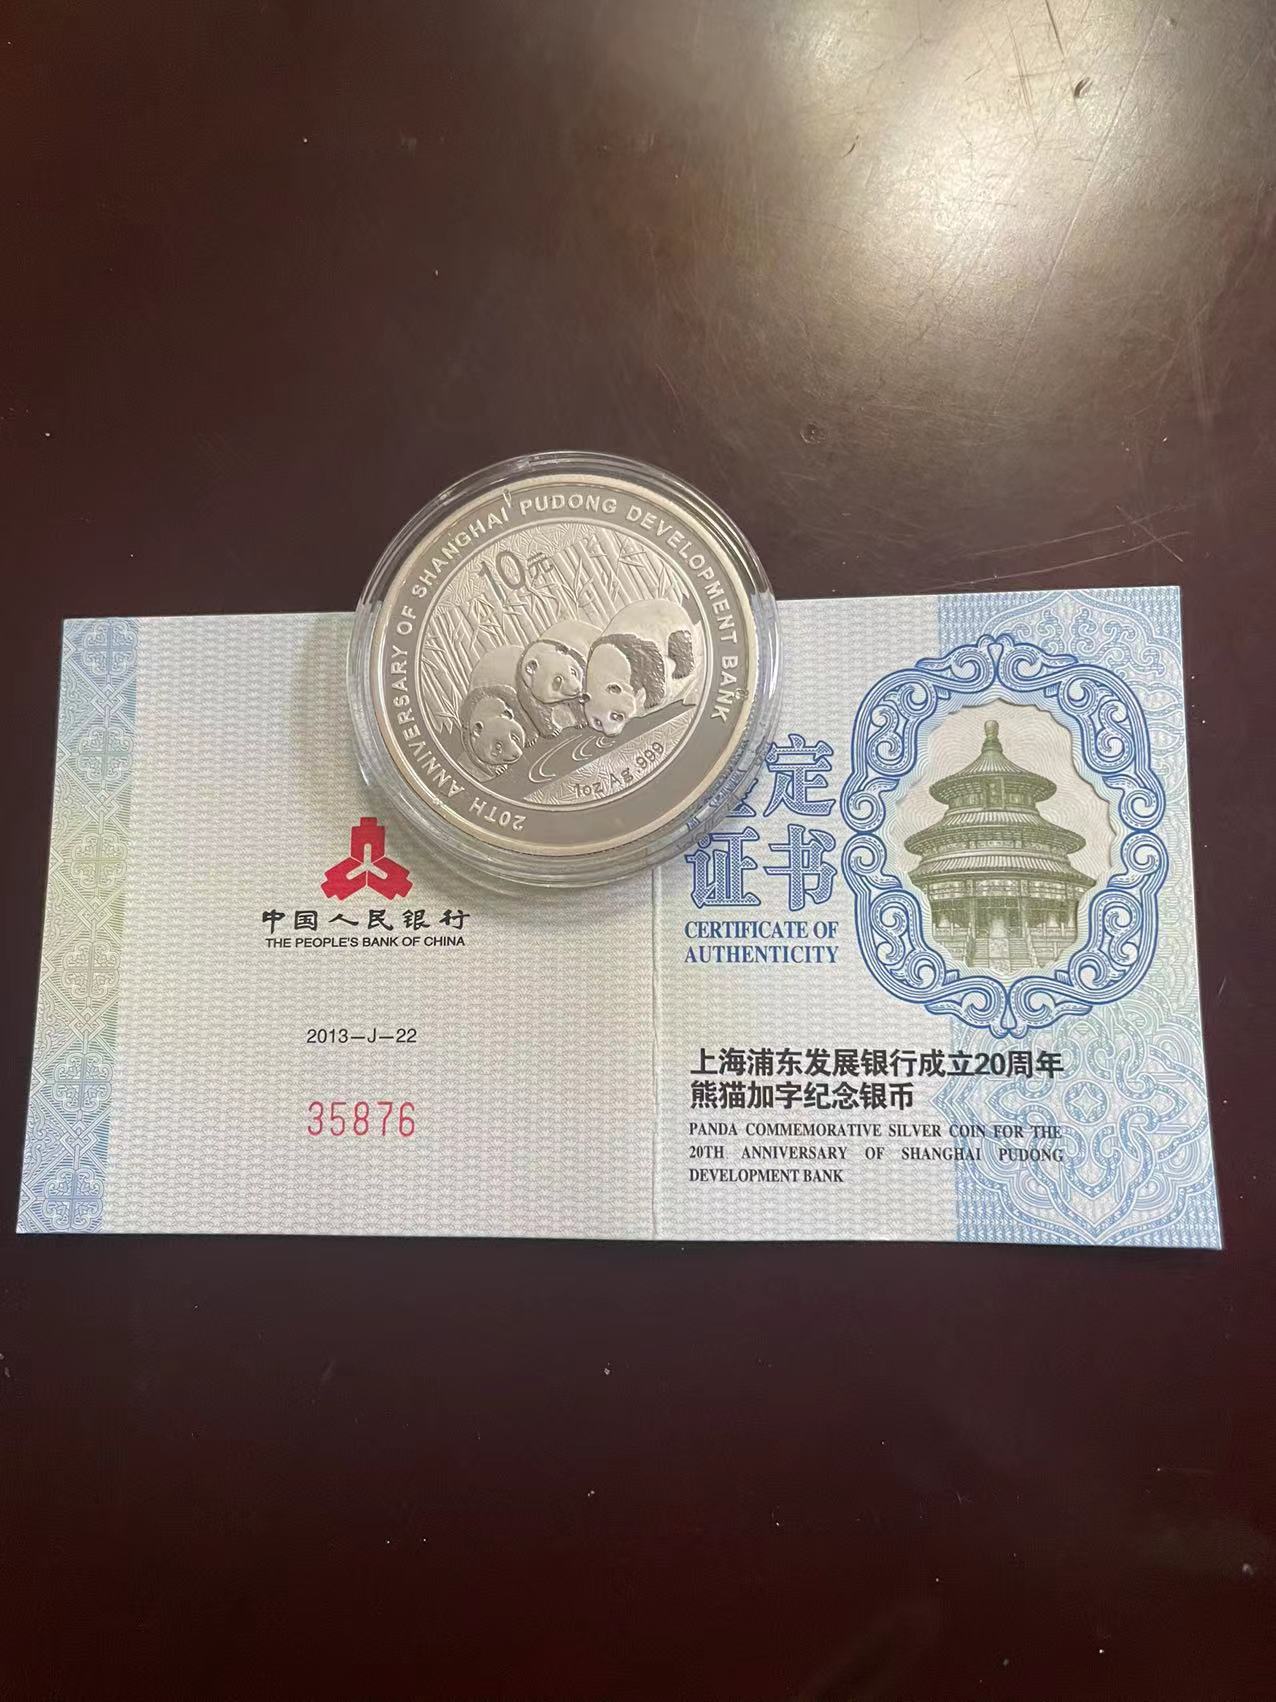 20TH ANNIVERSARY OF SHANGHAI PUDONG DEVELOPMENT BANK
10元
1oz Ag .999
中国人民银行
THE PEOPLE'S BANK OF CHINA
2013—J—22
35876
定
证书
CERTIFICATE OF
AUTHENTICITY
上海浦东发展银行成立20周年
熊猫加字纪念银币
PANDA COMMEMORATIVE SILVER COIN FOR THE
20TH ANNIVERSARY OF SHANGHAI PUDONG
DEVELOPMENT BANK